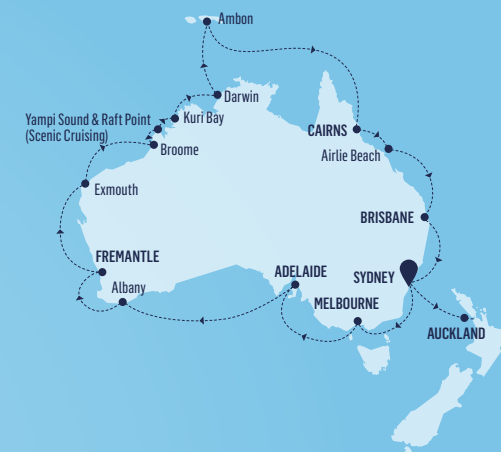 Ambon
Darwin
Yampi Sound & Raft Point
(Scenic Cruising)
Kuri Bay
CAIRNS
Broome
Airlie Beach
Exmouth
BRISBANE
FREMANTLE
ADELAIDE
SYDNEY
Albany
MELBOURNE
AUCKLAND